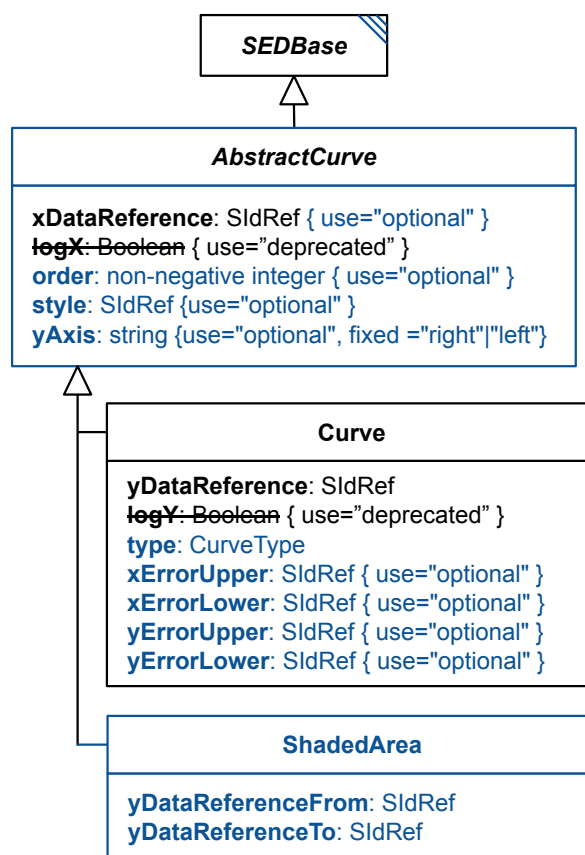 SEDBase
AbstractCurve
xDataReference: SIdRef { use="optional" }
logX: Boolean { use=”deprecated” }
order: non-negative integer { use="optional" }
style: SIdRef {use="optional" }
yAxis: string {use="optional", fixed ="right"|"left"}
Curve
yDataReference: SIdRef
logY: Boolean { use=”deprecated” }
type: CurveType
xErrorUpper: SIdRef { use="optional" }
xErrorLower: SIdRef { use="optional" }
yErrorUpper: SIdRef { use="optional" }
yErrorLower: SIdRef { use="optional" }
ShadedArea
yDataReferenceFrom: SIdRef
yDataReferenceTo: SIdRef